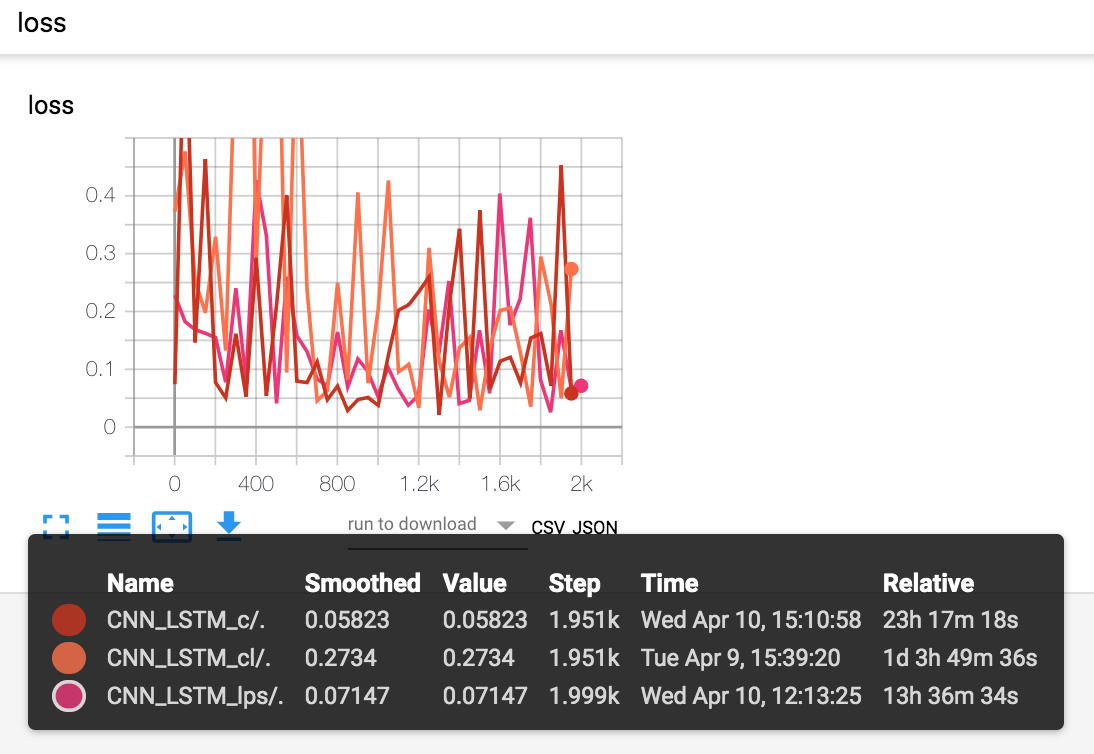 loss
loss
0.4
0.3
0.2
0.1
0
0 400 800 1.2k 1.6k 2k
run to download CSV JSON
Name Smoothed Value Step Time Relative
CNN_LSTM_c/. 0.05823 0.05823 1.951k Wed Apr 10, 15:10:58 23h 17m 18s
CNN_LSTM_cl/. 0.2734 0.2734 1.951k Tue Apr 9, 15:39:20 1d 3h 49m 36s
CNN_LSTM_lps/. 0.07147 0.07147 1.999k Wed Apr 10, 12:13:25 13h 36m 34s